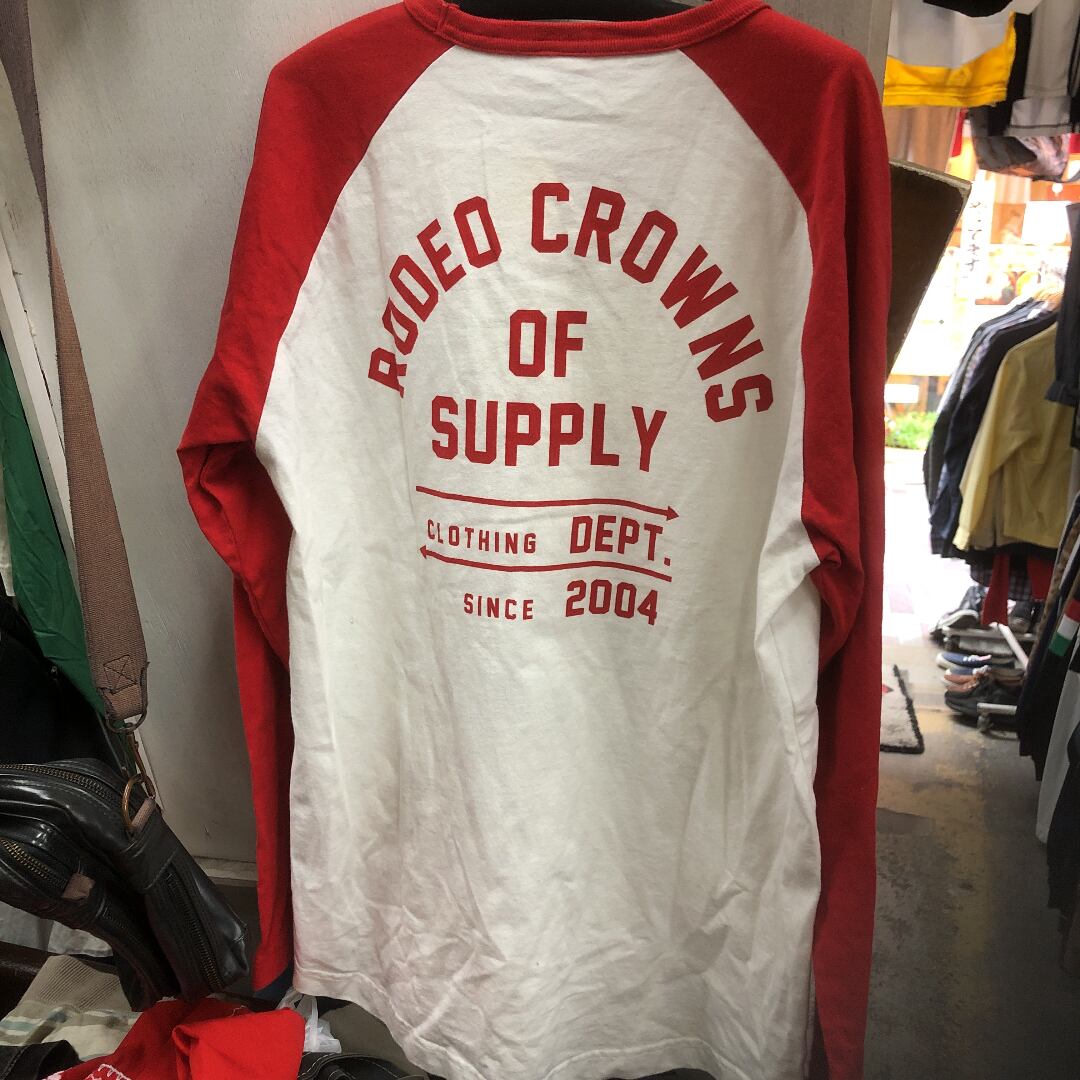 RODEO CROWNS
OF
SUPPLY
CLOTHING DEPT.
SINCE 2004